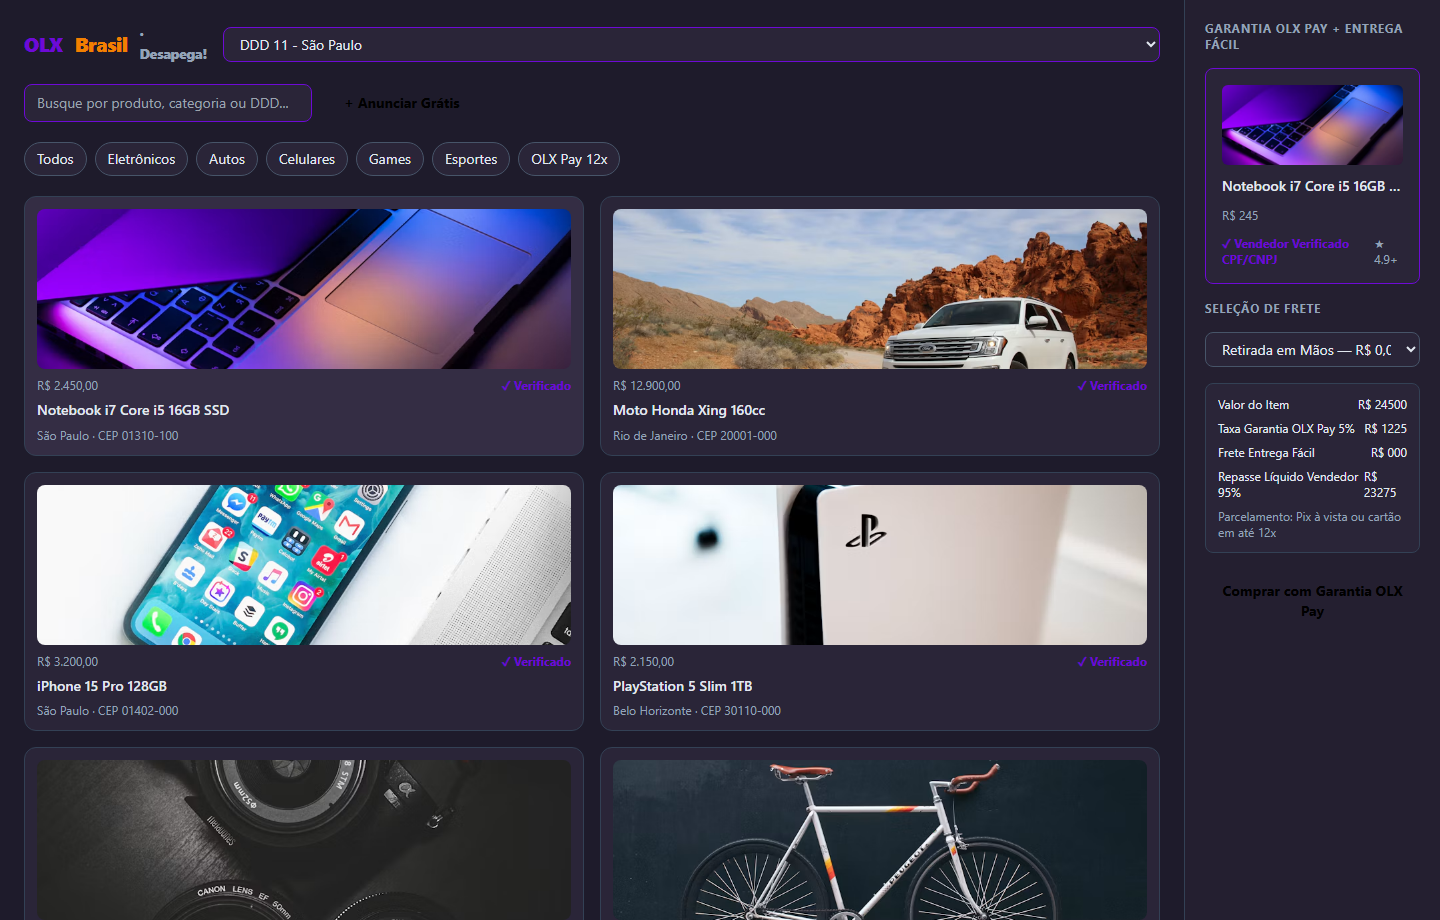 OLX Brasil • Desapega!
DDD 11 - São Paulo
Busque por produto, categoria ou DDD...
+ Anunciar Grátis
Todos
Eletrônicos
Autos
Celulares
Games
Esportes
OLX Pay 12x
R$ 2.450,00
✓ Verificado
Notebook i7 Core i5 16GB SSD
São Paulo · CEP 01310-100
R$ 12.900,00
✓ Verificado
Moto Honda Xing 160cc
Rio de Janeiro · CEP 20001-000
R$ 3.200,00
✓ Verificado
iPhone 15 Pro 128GB
São Paulo · CEP 01402-000
R$ 2.150,00
✓ Verificado
PlayStation 5 Slim 1TB
Belo Horizonte · CEP 30110-000
CANON LENS EF 50mm
Ø52mm
PEUGEOT
GARANTIA OLX PAY + ENTREGA
FÁCIL
Notebook i7 Core i5 16GB ...
R$ 245
✓ Vendedor Verificado
CPF/CNPJ
★
4.9+
SELEÇÃO DE FRETE
Retirada em Mãos — R$ 0,0
Valor do Item R$ 24500
Taxa Garantia OLX Pay 5% R$ 1225
Frete Entrega Fácil R$ 000
Repasse Líquido Vendedor
95%
R$
23275
Parcelamento: Pix à vista ou cartão
em até 12x
Comprar com Garantia OLX
Pay